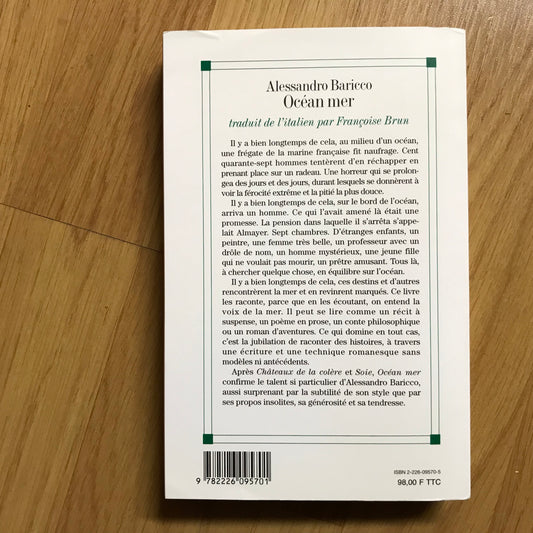 Alessandro Baricco
Océan mer
traduit de l'italien par Françoise Brun
Il y a bien longtemps de cela, au milieu d'un océan,
une frégate de la marine française fit naufrage. Cent
quarante-sept hommes tentèrent d'en réchapper en
prenant place sur un radeau. Une horreur qui se prolon-
gea des jours et des jours, durant lesquels se donnèrent à
voir la férocité extrême et la pitié la plus douce.
Il y a bien longtemps de cela, sur le bord de l'océan,
arriva un homme. Ce qui l'avait amené là était une
promesse. La pension dans laquelle il s'arrêta s'appe-
lait Almayer. Sept chambres. D'étranges enfants, un
peintre, une femme très belle, un professeur avec un
drôle de nom, un homme mystérieux, une jeune fille
qui ne voulait pas mourir, un prêtre amusant. Tous là,
à chercher quelque chose, en équilibre sur l'océan.
Il y a bien longtemps de cela, ces destins et d'autres
rencontrèrent la mer et en revinrent marqués. Ce livre
les raconte, parce que en les écoutant, on entend la
voix de la mer. Il peut se lire comme un récit à
suspense, un poème en prose, un conte philosophique
ou un roman d'aventures. Ce qui domine en tout cas,
c'est la jubilation de raconter des histoires, à travers
une écriture et une technique romanesque sans
modèles ni antécédents.
Après Châteaux de la colère et Soie, Océan mer
confirme le talent si particulier d'Alessandro Baricco,
aussi surprenant par la subtilité de son style que par
ses propos insolites, sa générosité et sa tendresse.
9 782226 095701
ISBN 2-226-09570-5
98,00 F TTC